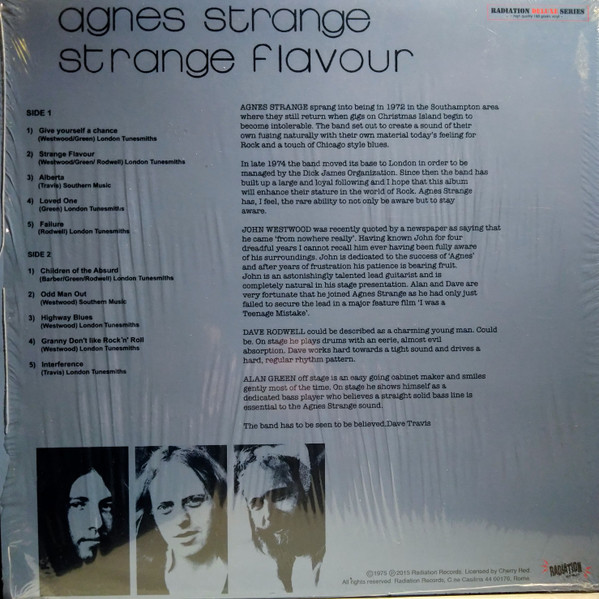 agnes strange
strange flavour
RADIATION DELUXE SERIES
SIDE 1
1) Give yourself a chance
(Westwood/Green) London Tunesmiths
2) Strange Flavour
(Westwood/Green/ Rodwell) London Tunesmiths
3) Alberta
(Travis) Southern Music
4) Loved One
(Green) London Tunesmiths
5) Failure
(Rodwell) London Tunesmiths
SIDE 2
1) Children of the Absurd
(Barber/Green/Rodwell) London Tunesmiths
2) Odd Man Out
(Westwood) Southern Music
3) Highway Blues
(Westwood) London Tunesmiths
4) Granny Don't like Rock'n' Roll
(Westwood) London Tunesmiths
5) Interference
(Travis) London Tunesmiths
AGNES STRANGE sprang into being in 1972 in the Southampton area
where they still return when gigs on Christmas Island begin to
become intolerable. The band set out to create a sound of their
own fusing naturally with their own material today's feeling for
Rock and a touch of Chicago style blues.
In late 1974 the band moved its base to London in order to be
managed by the Dick James Organization. Since then the band has
built up a large and loyal following and I hope that this album
will enhance their stature in the world of Rock. Agnes Strange
has, I feel, the rare ability to not only be aware but to stay
aware.
JOHN WESTWOOD was recently quoted by a newspaper as saying that
he came 'from nowhere really'. Having known John for four
dreadful years I cannot recall him ever having been fully aware
of his surroundings. John is dedicated to the success of 'Agnes'
and after years of frustration his patience is bearing fruit.
John is an astonishingly talented lead guitarist and is
completely natural in his stage presentation. Alan and Dave are
very fortunate that he joined Agnes Strange as he had only just
failed to secure the lead in a major feature film 'I was a
Teenage Mistake'.
DAVE RODWELL could be described as a charming young man. Could
be. On stage he plays drums with an eerie, almost evil
absorption. Dave works hard towards a tight sound and drives a
hard, regular rhythm pattern.
ALAN GREEN off stage is an easy going cabinet maker and smiles
gently most of the time. On stage he shows himself as a
dedicated bass player who believes a straight solid bass line is
essential to the Agnes Strange sound.
The band has to be seen to be believed.Dave Travis
©1975 ℗2015 Radiation Records. Licensed by Cherry Red.
All rights reserved Radiation Records, C.ne Casilina 44 00176, Rome.
RADIATION